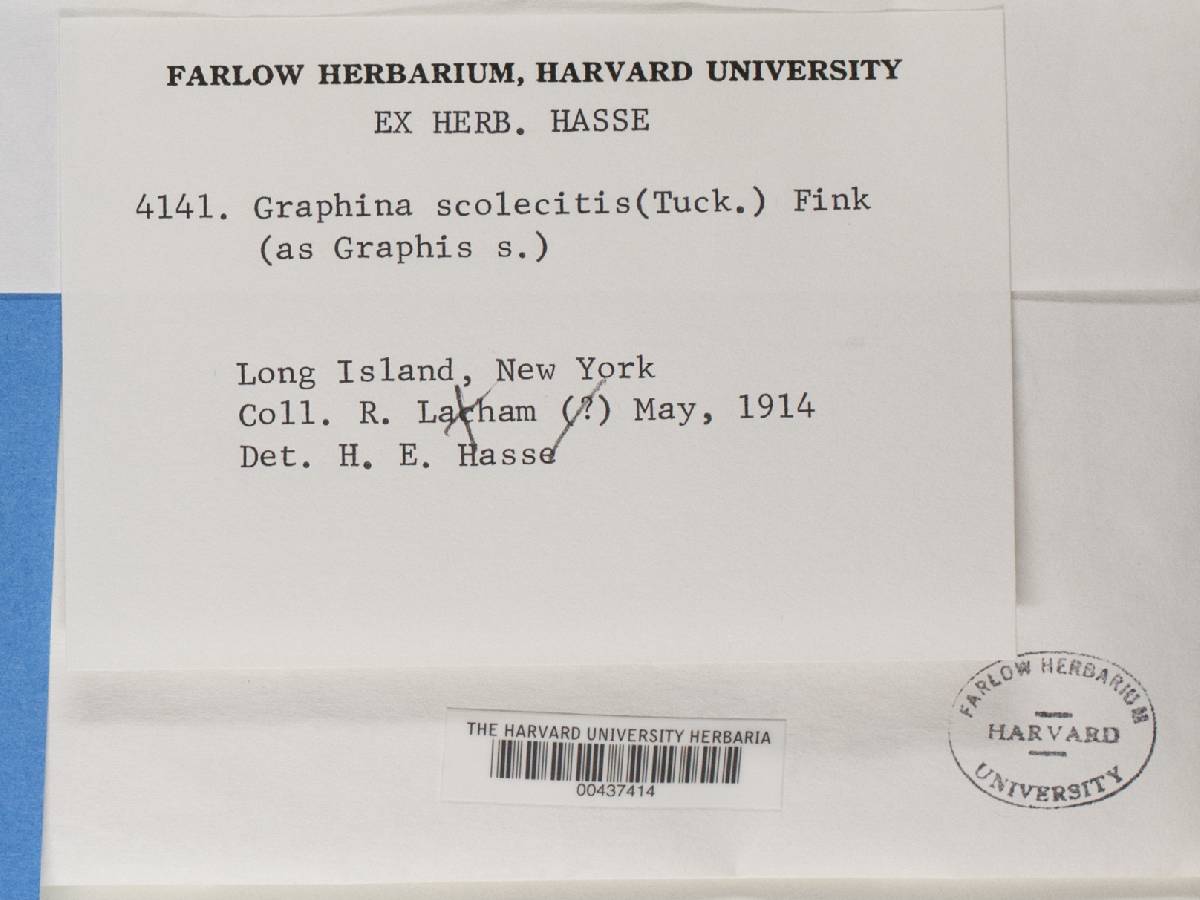 FARLOW HERBARIUM, HARVARD UNIVERSITY
EX HERB. HASSE
4141. Graphina scolecitis(Tuck.) Fink
(as Graphis s.)
Long Island, New York
Coll. R. Latham (?) May, 1914
Det. H. E. Hasse
THE HARVARD UNIVERSITY HERBARIA
00437414
FARLOW HERBARIUM
HARVARD
UNIVERSITY